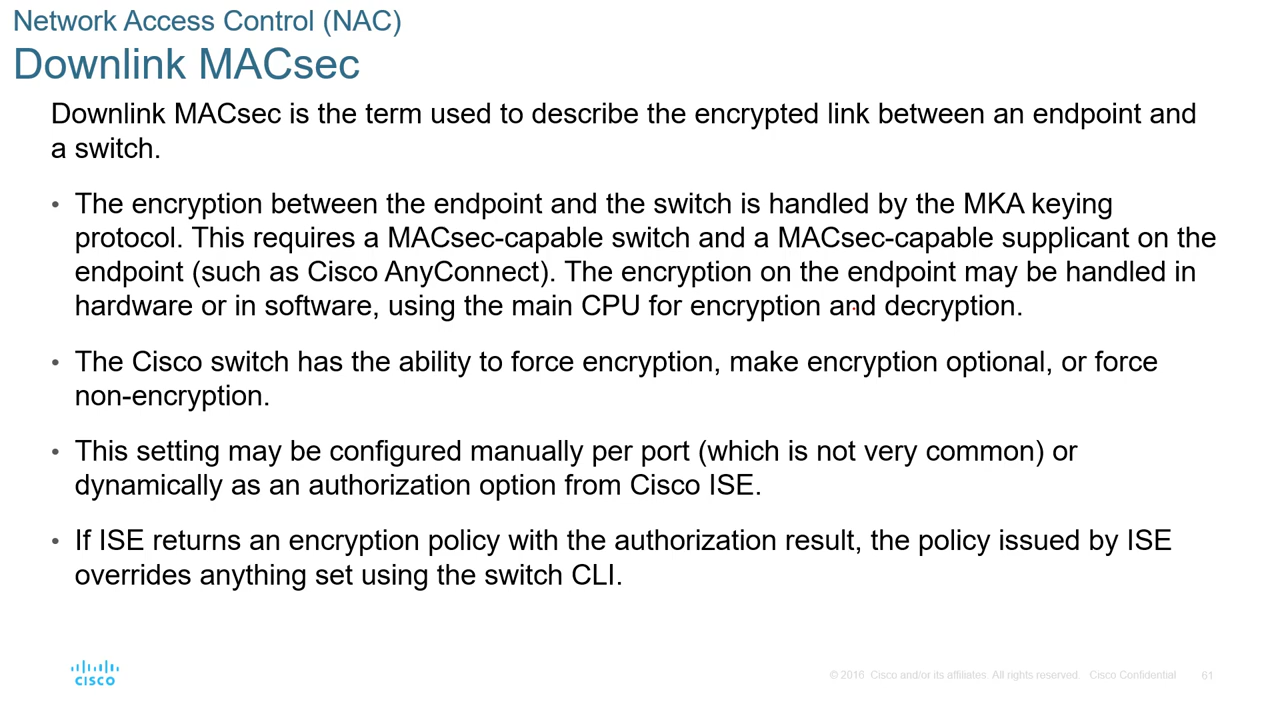 Network Access Control (NAC)
Downlink MACsec
Downlink MACsec is the term used to describe the encrypted link between an endpoint and
a switch.
• The encryption between the endpoint and the switch is handled by the MKA keying
protocol. This requires a MACsec-capable switch and a MACsec-capable supplicant on the
endpoint (such as Cisco AnyConnect). The encryption on the endpoint may be handled in
hardware or in software, using the main CPU for encryption and decryption.
• The Cisco switch has the ability to force encryption, make encryption optional, or force
non-encryption.
• This setting may be configured manually per port (which is not very common) or
dynamically as an authorization option from Cisco ISE.
• If ISE returns an encryption policy with the authorization result, the policy issued by ISE
overrides anything set using the switch CLI.
CISCO
© 2016 Cisco and/or its affiliates. All rights reserved. Cisco Confidential 61